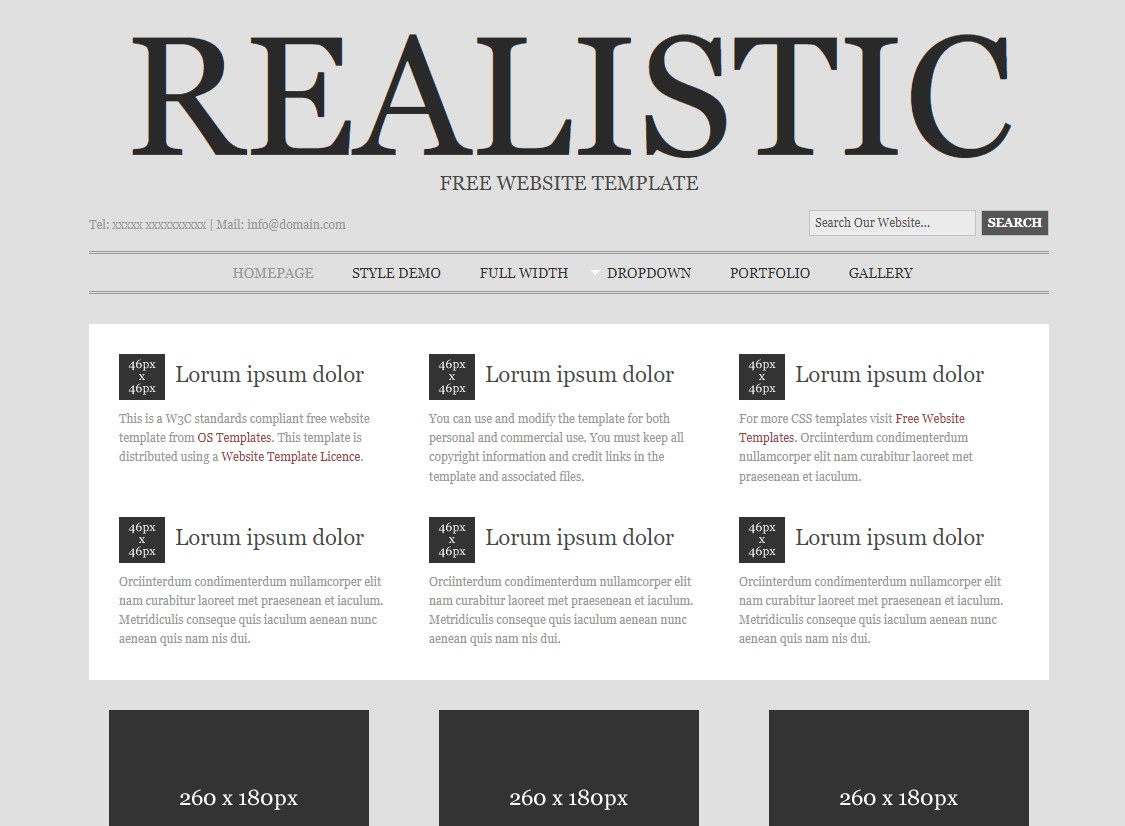 REALISTIC
FREE WEBSITE TEMPLATE
Tel: xxxxx xxxxxxxxxx | Mail: info@domain.com
Search Our Website... SEARCH
HOMEPAGE STYLE DEMO FULL WIDTH DROPDOWN PORTFOLIO GALLERY
46px
x
46px
Lorum ipsum dolor
This is a W3C standards compliant free website
template from OS Templates. This template is
distributed using a Website Template Licence.
46px
x
46px
Lorum ipsum dolor
You can use and modify the template for both
personal and commercial use. You must keep all
copyright information and credit links in the
template and associated files.
46px
x
46px
Lorum ipsum dolor
For more CSS templates visit Free Website
Templates. Orciinterdum condimenterdum
nullamcorper elit nam curabitur laoreet met
praesenean et iaculum.
46px
x
46px
Lorum ipsum dolor
Orciinterdum condimenterdum nullamcorper elit
nam curabitur laoreet met praesenean et iaculum.
Metridiculis conseque quis iaculum aenean nunc
aenean quis nam nis dui.
46px
x
46px
Lorum ipsum dolor
Orciinterdum condimenterdum nullamcorper elit
nam curabitur laoreet met praesenean et iaculum.
Metridiculis conseque quis iaculum aenean nunc
aenean quis nam nis dui.
46px
x
46px
Lorum ipsum dolor
Orciinterdum condimenterdum nullamcorper elit
nam curabitur laoreet met praesenean et iaculum.
Metridiculis conseque quis iaculum aenean nunc
aenean quis nam nis dui.
260 x 180px
260 x 180px
260 x 180px